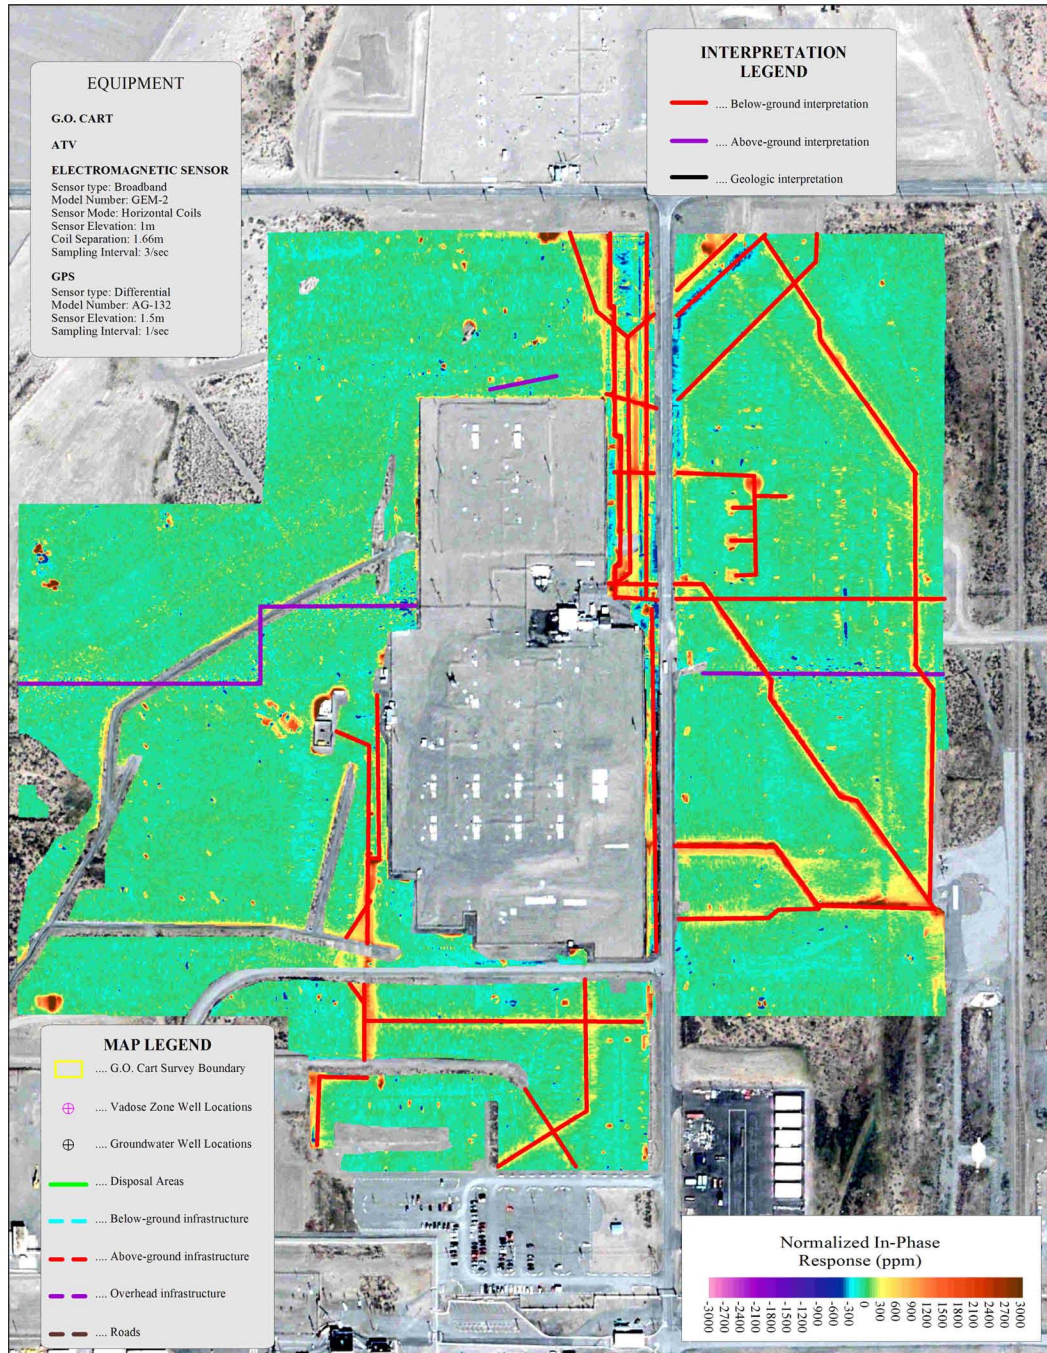 EQUIPMENT
G.O. CART
ATV
ELECTROMAGNETIC SENSOR
Sensor type: Broadband
Model Number: GEM-2
Sensor Mode: Horizontal Coils
Sensor Elevation: 1m
Coil Separation: 1.66m
Sampling Interval: 3/sec
GPS
Sensor type: Differential
Model Number: AG-132
Sensor Elevation: 1.5m
Sampling Interval: 1/sec
INTERPRETATION
LEGEND
.... Below-ground interpretation
.... Above-ground interpretation
.... Geologic interpretation
MAP LEGEND
.... G.O. Cart Survey Boundary
.... Vadose Zone Well Locations
.... Groundwater Well Locations
.... Disposal Areas
.... Below-ground infrastructure
.... Above-ground infrastructure
.... Overhead infrastructure
.... Roads
Normalized In-Phase
Response (ppm)
-3000 -2700 -2400 -2100 -1800 -1500 -1200 -900 -600 -300 0 300 600 900 1200 1500 1800 2100 2400 2700 3000